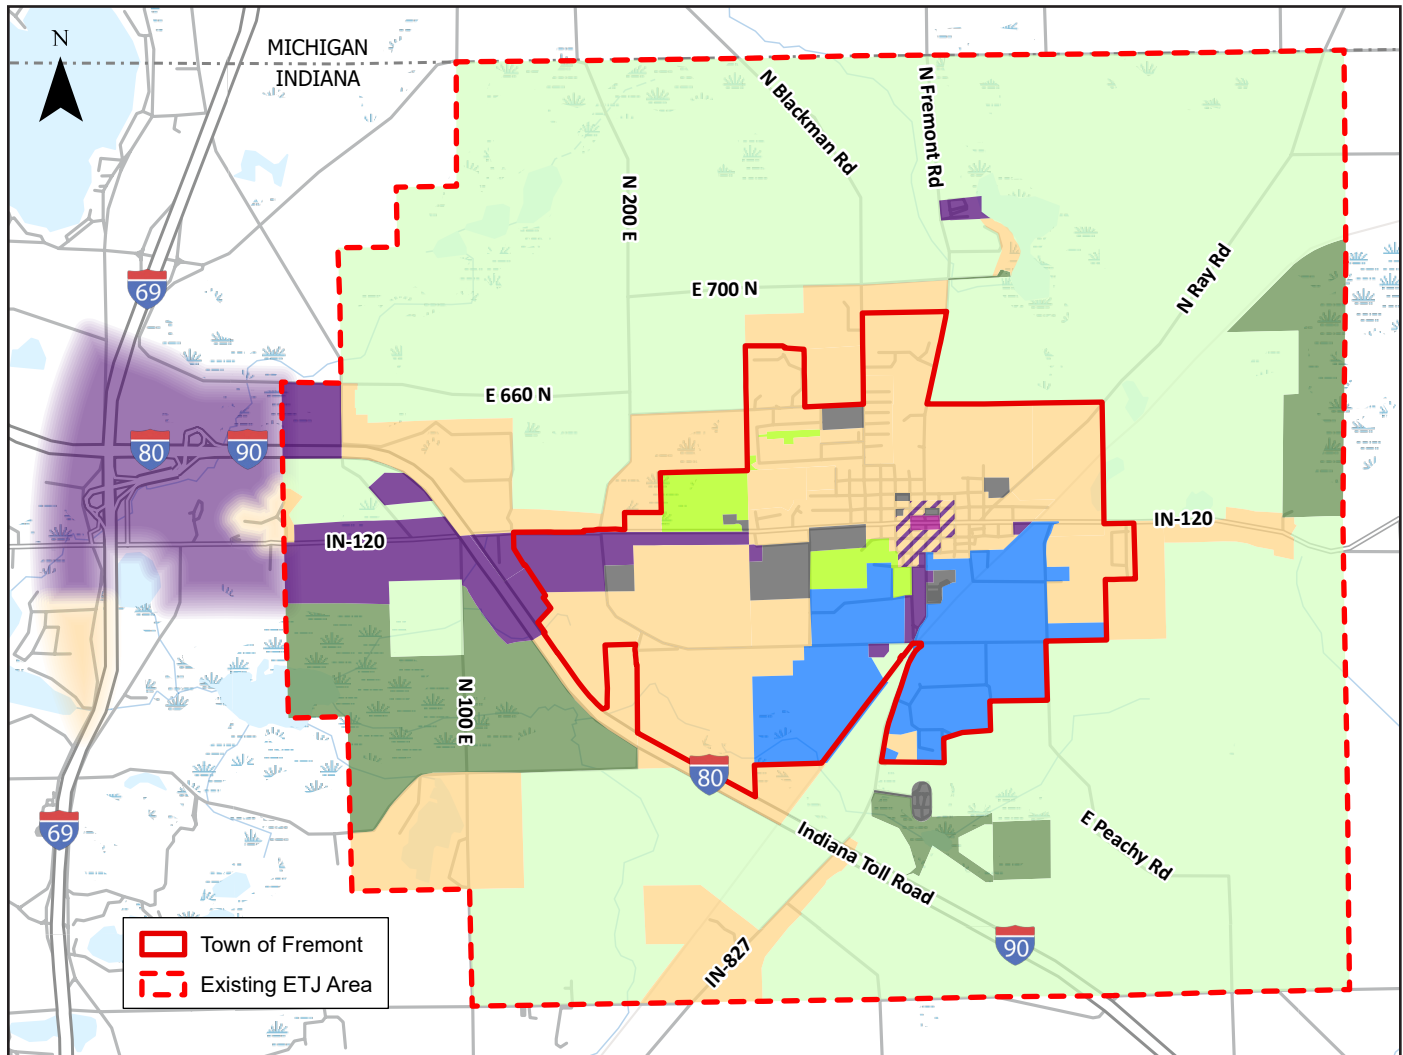 N
MICHIGAN
INDIANA
N Blackman Rd
N Fremont Rd
N 200 E
N Ray Rd
69
E 700 N
E 660 N
80
90
IN-120
IN-120
N 100 E
80
69
Indiana Toll Road
E Peachy Rd
IN-827
90
Town of Fremont
Existing ETJ Area